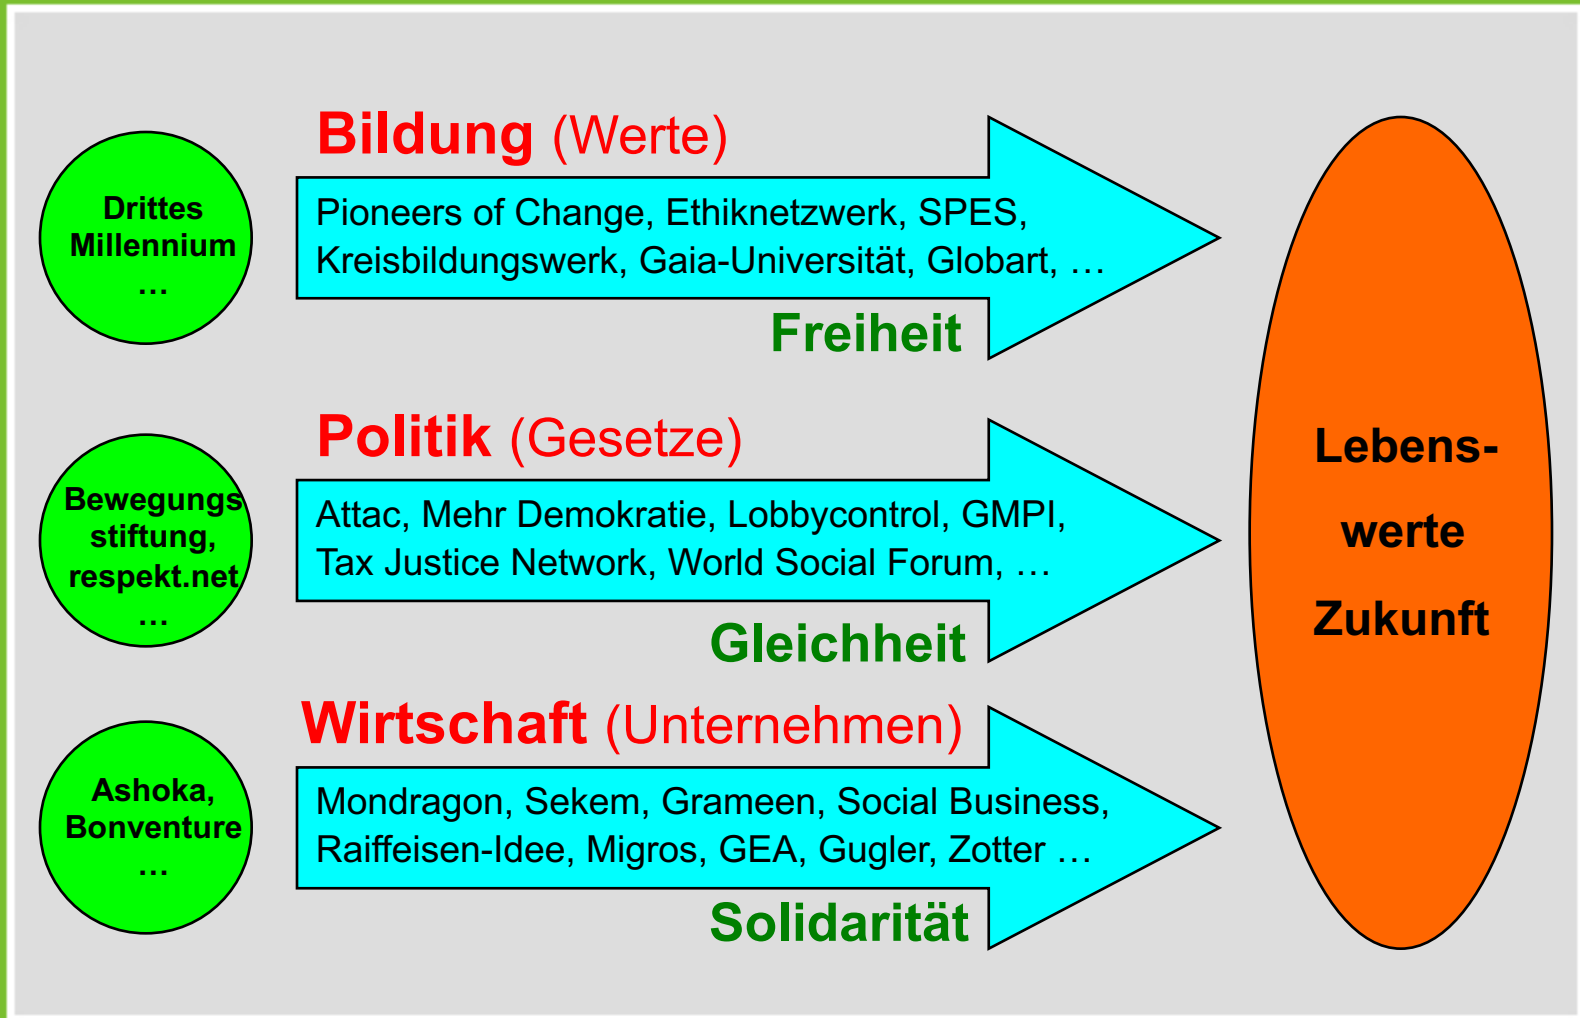 Bildung (Werte)
Drittes
Millennium
…
Pioneers of Change, Ethiknetzwerk, SPES,
Kreisbildungswerk, Gaia-Universität, Globart, …
Freiheit
Politik (Gesetze)
Bewegungs
stiftung,
respekt.net
…
Attac, Mehr Demokratie, Lobbycontrol, GMPI,
Tax Justice Network, World Social Forum, …
Gleichheit
Wirtschaft (Unternehmen)
Ashoka,
Bonventure
…
Mondragon, Sekem, Grameen, Social Business,
Raiffeisen-Idee, Migros, GEA, Gugler, Zotter …
Solidarität
Lebens-
werte
Zukunft